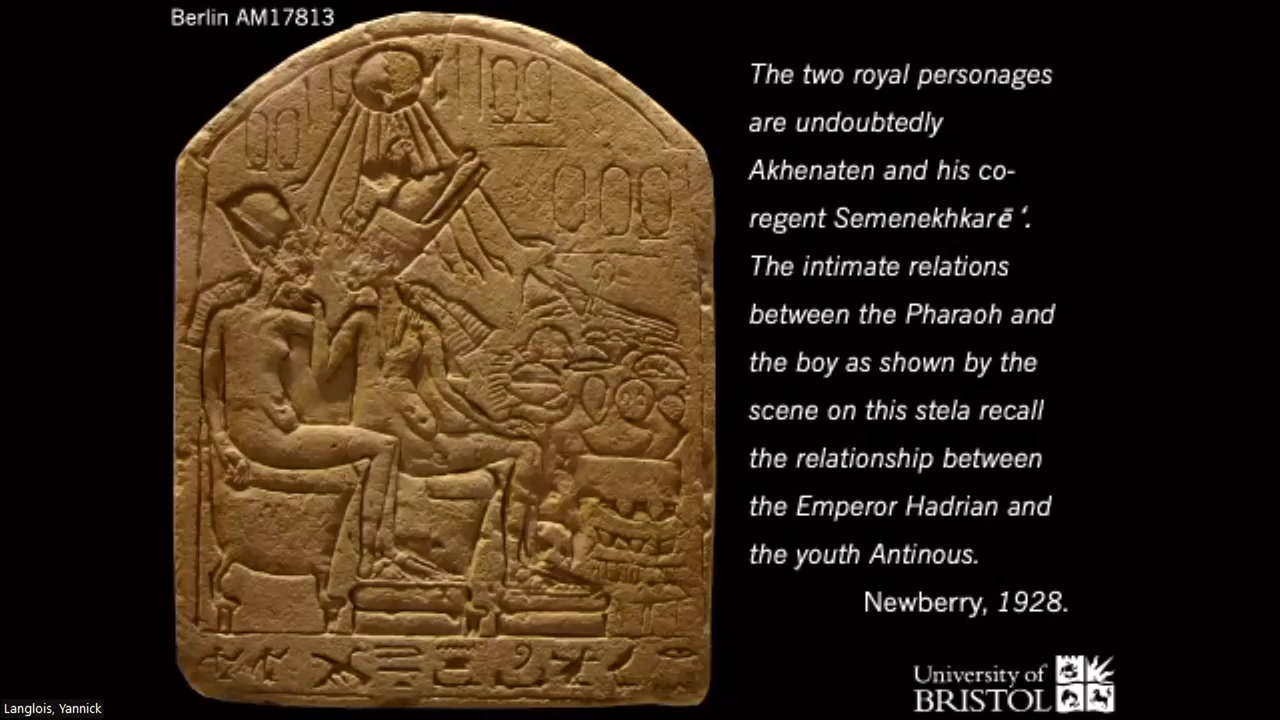 Berlin AM17813
The two royal personages
are undoubtedly
Akhenaten and his co-
regent Semenekhkarē ‘.
The intimate relations
between the Pharaoh and
the boy as shown by the
scene on this stela recall
the relationship between
the Emperor Hadrian and
the youth Antinous.
Newberry, 1928.
University of
BRISTOL
Langlois, Yannick